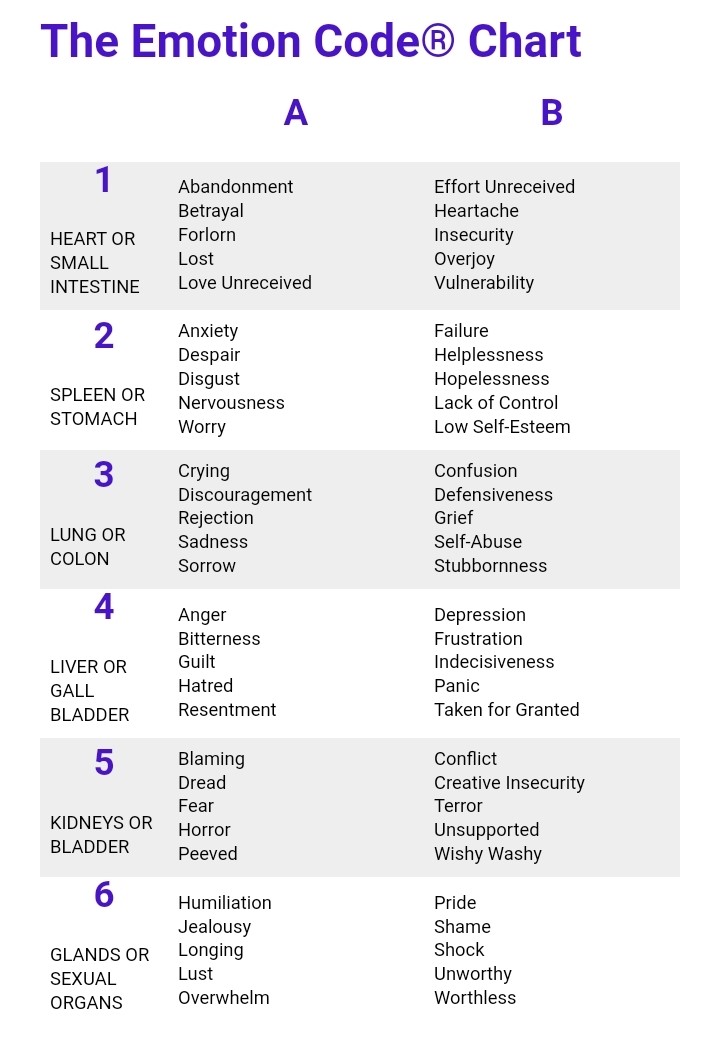 The Emotion Code® Chart
A
B
1
HEART OR
SMALL
INTESTINE
Abandonment
Betrayal
Forlorn
Lost
Love Unreceived
Effort Unreceived
Heartache
Insecurity
Overjoy
Vulnerability
2
SPLEEN OR
STOMACH
Anxiety
Despair
Disgust
Nervousness
Worry
Failure
Helplessness
Hopelessness
Lack of Control
Low Self-Esteem
3
LUNG OR
COLON
Crying
Discouragement
Rejection
Sadness
Sorrow
Confusion
Defensiveness
Grief
Self-Abuse
Stubbornness
4
LIVER OR
GALL
BLADDER
Anger
Bitterness
Guilt
Hatred
Resentment
Depression
Frustration
Indecisiveness
Panic
Taken for Granted
5
KIDNEYS OR
BLADDER
Blaming
Dread
Fear
Horror
Peeved
Conflict
Creative Insecurity
Terror
Unsupported
Wishy Washy
6
GLANDS OR
SEXUAL
ORGANS
Humiliation
Jealousy
Longing
Lust
Overwhelm
Pride
Shame
Shock
Unworthy
Worthless